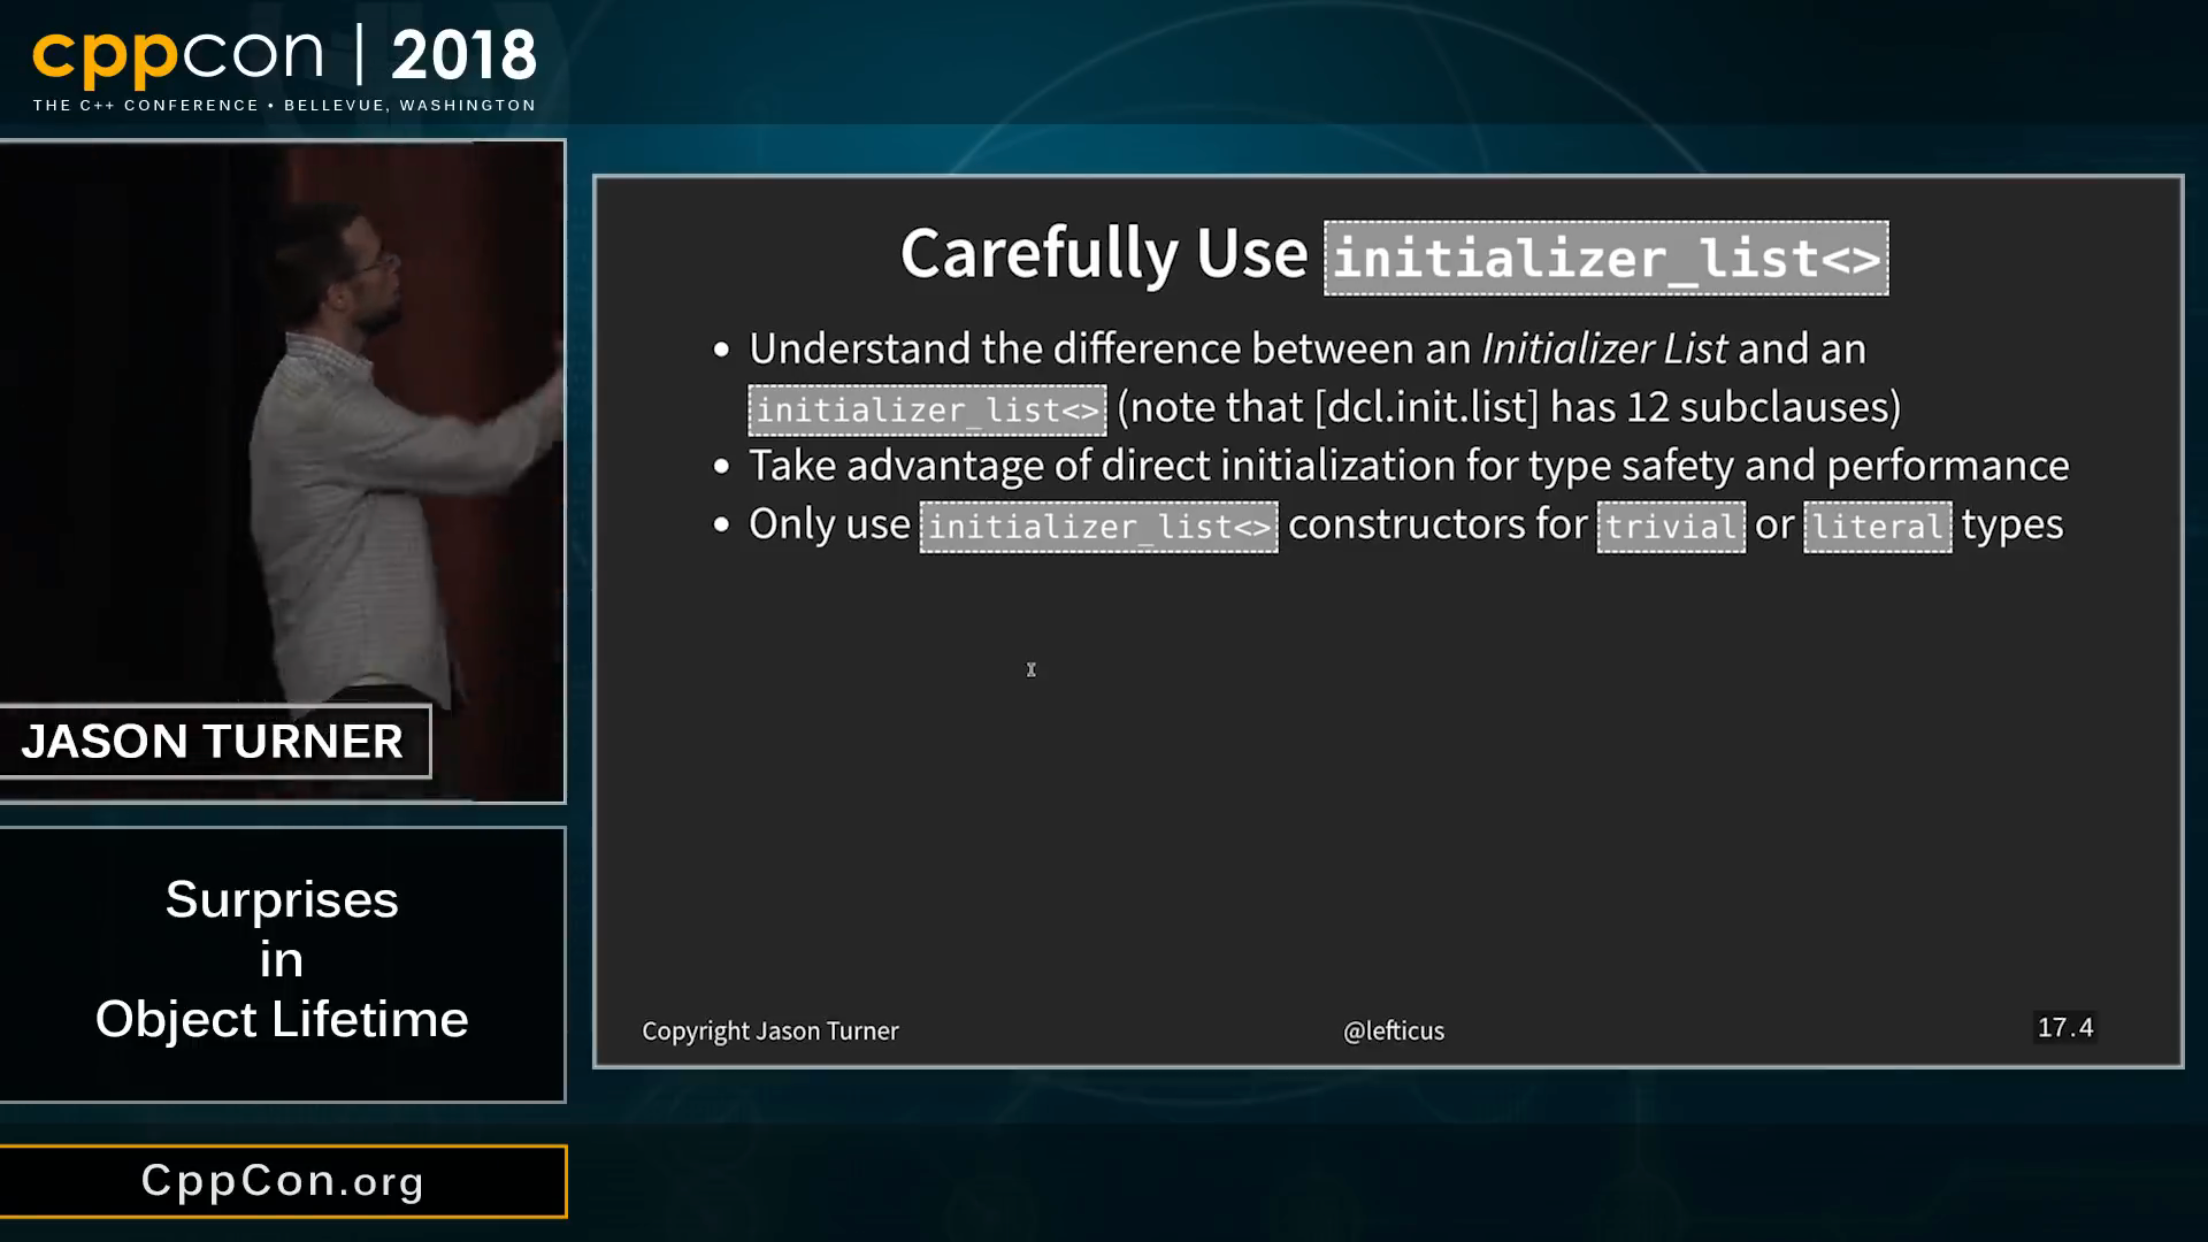 cppcon | 2018
THE C++ CONFERENCE • BELLEVUE, WASHINGTON
JASON TURNER
Surprises
in
Object Lifetime
CppCon.org
Carefully Use initializer_list<>
• Understand the difference between an Initializer List and an
initializer_list<> (note that [dcl.init.list] has 12 subclauses)
• Take advantage of direct initialization for type safety and performance
• Only use initializer_list<> constructors for trivial or literal types
Copyright Jason Turner
@lefticus
17.4